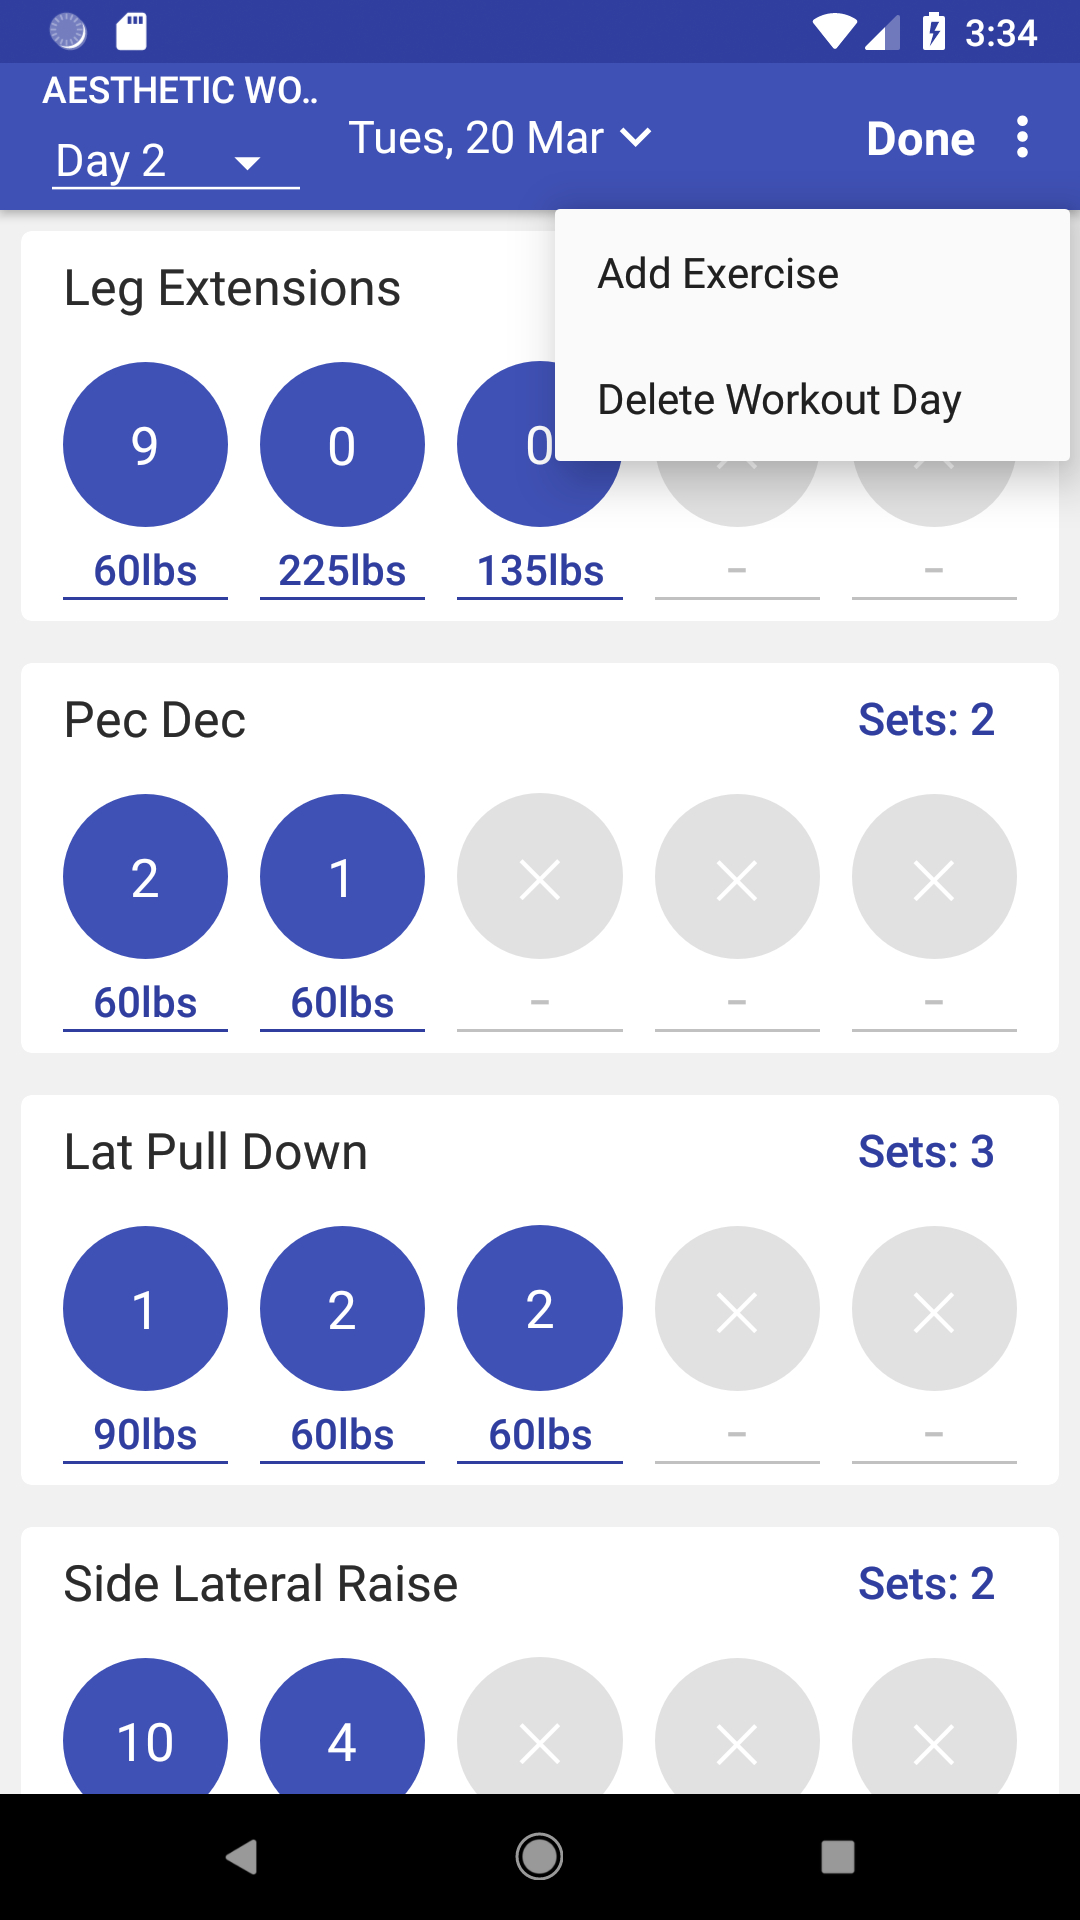 3:34
AESTHETIC WO..
Day 2
Tues, 20 Mar
Done
Add Exercise
Delete Workout Day
Leg Extensions
9 0 0
60lbs 225lbs 135lbs - -
Pec Dec Sets: 2
2 1
60lbs 60lbs - - -
Lat Pull Down Sets: 3
1 2 2
90lbs 60lbs 60lbs - -
Side Lateral Raise Sets: 2
10 4